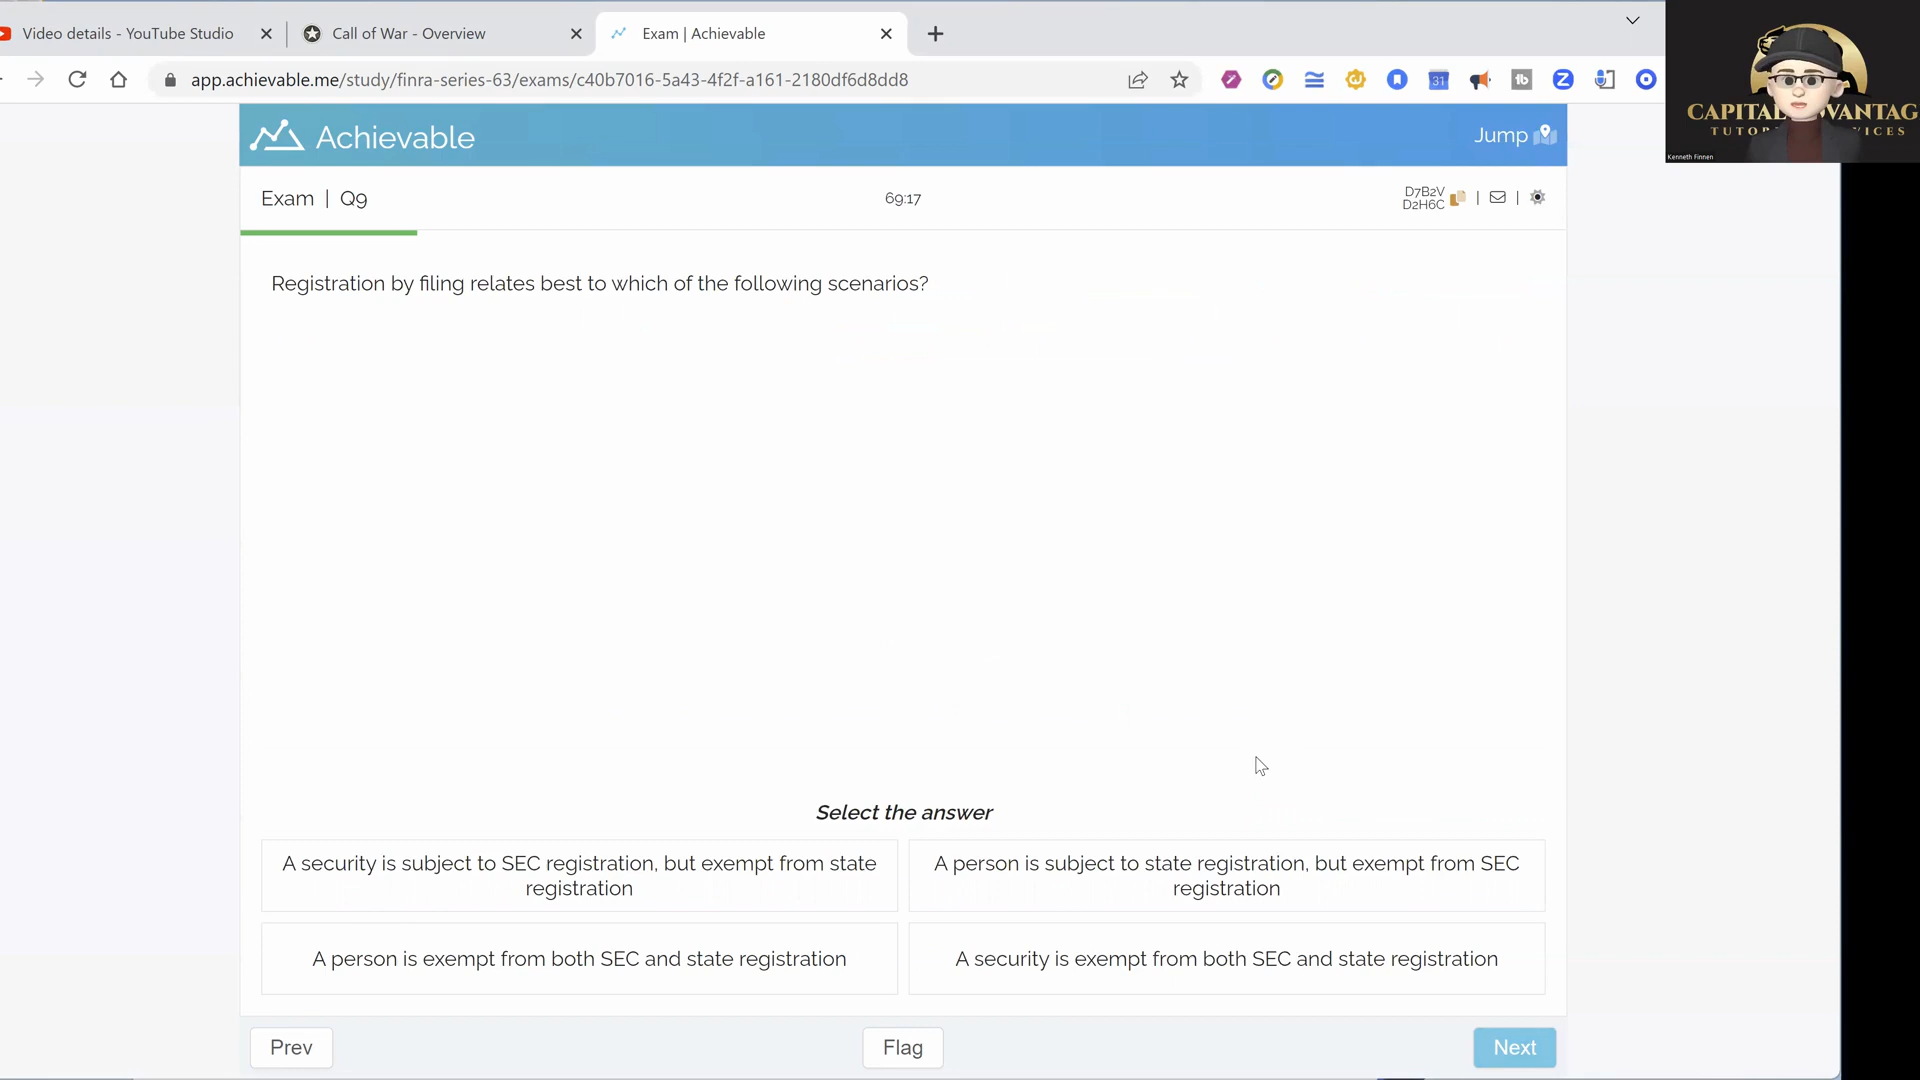 Video details - YouTube Studio
Call of War - Overview
Exam | Achievable
app.achievable.me/study/finra-series-63/exams/c40b7016-5a43-4f2f-a161-2180df6d8dd8
31
tb
Z
CAPITAL
VANTAG
TUTOR
VICES
Kenneth Finnen
Achievable
Jump
Exam | Q9
69:17
D7B2V
D2H6C
Registration by filing relates best to which of the following scenarios?
Select the answer
A security is subject to SEC registration, but exempt from state
registration
A person is subject to state registration, but exempt from SEC
registration
A person is exempt from both SEC and state registration
A security is exempt from both SEC and state registration
Prev
Flag
Next